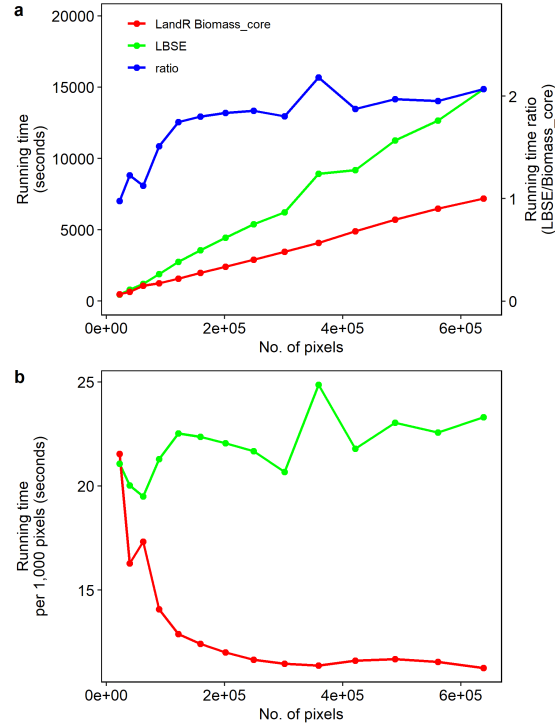 a
LandR Biomass_core
LBSE
ratio
20000
15000
10000
5000
0
Running time
(seconds)
2
1
0
Running time ratio
(LBSE/Biomass_core)
0e+00 2e+05 4e+05 6e+05
No. of pixels
b
25
20
15
Running time
per 1,000 pixels (seconds)
0e+00 2e+05 4e+05 6e+05
No. of pixels